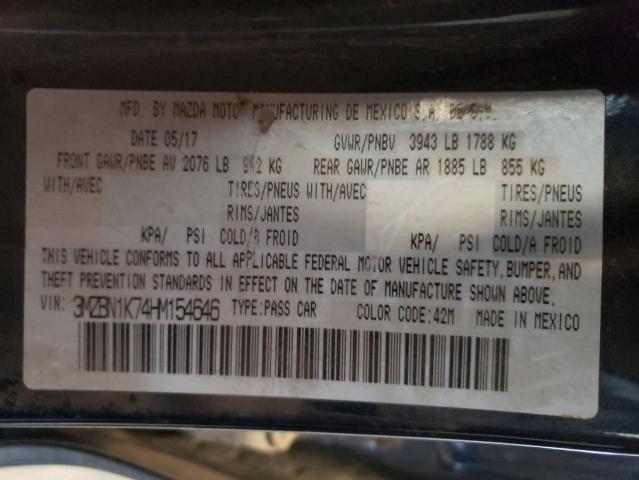 MFD. BY MAZDA MOTOR MANUFACTURING DE MEXICO S.A. DE C.V.
DATE 05/17 GVWR/PNBV 3943 LB 1788 KG
FRONT GAWR/PNBE AV 2076 LB 942 KG REAR GAWR/PNBE AR 1885 LB 855 KG
WITH/AVEC TIRES/PNEUS WITH/AVEC TIRES/PNEUS
RIMS/JANTES RIMS/JANTES
KPA/ PSI COLD/A FROID KPA/ PSI COLD/A FROID
THIS VEHICLE CONFORMS TO ALL APPLICABLE FEDERAL MOTOR VEHICLE SAFETY, BUMPER, AND
THEFT PREVENTION STANDARDS IN EFFECT ON THE DATE OF MANUFACTURE SHOWN ABOVE.
VIN: 3MZBN1K74HM154646 TYPE: PASS CAR COLOR CODE: 42M MADE IN MEXICO